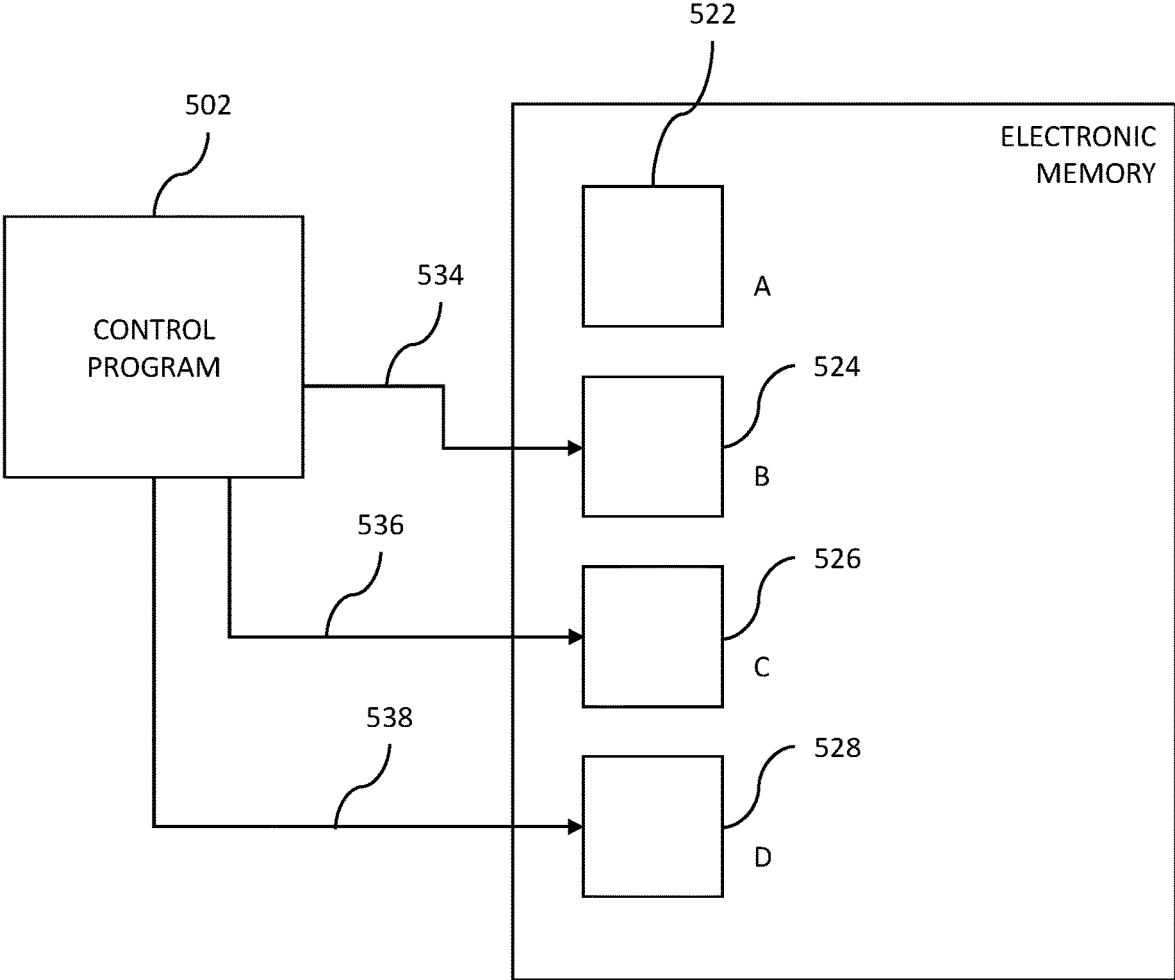 522
502
ELECTRONIC
MEMORY
534
A
CONTROL
PROGRAM
524
B
536
526
C
538
528
D